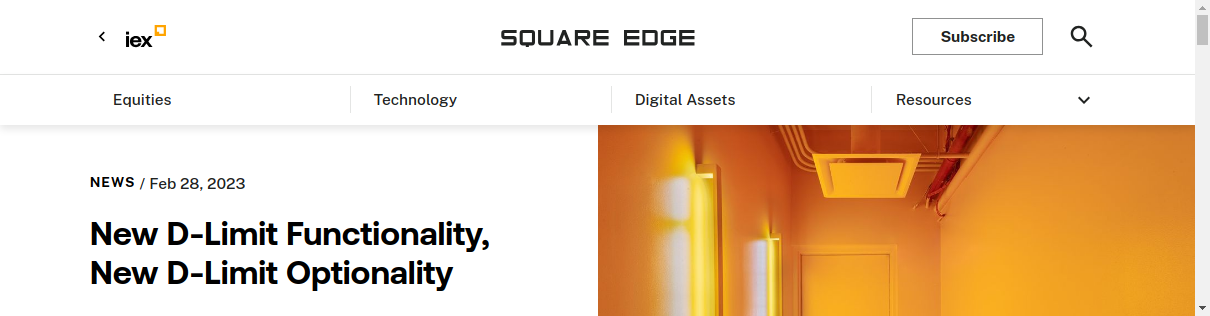 iex
SQUARE EDGE
Subscribe
Equities
Technology
Digital Assets
Resources
NEWS / Feb 28, 2023
New D-Limit Functionality,
New D-Limit Optionality